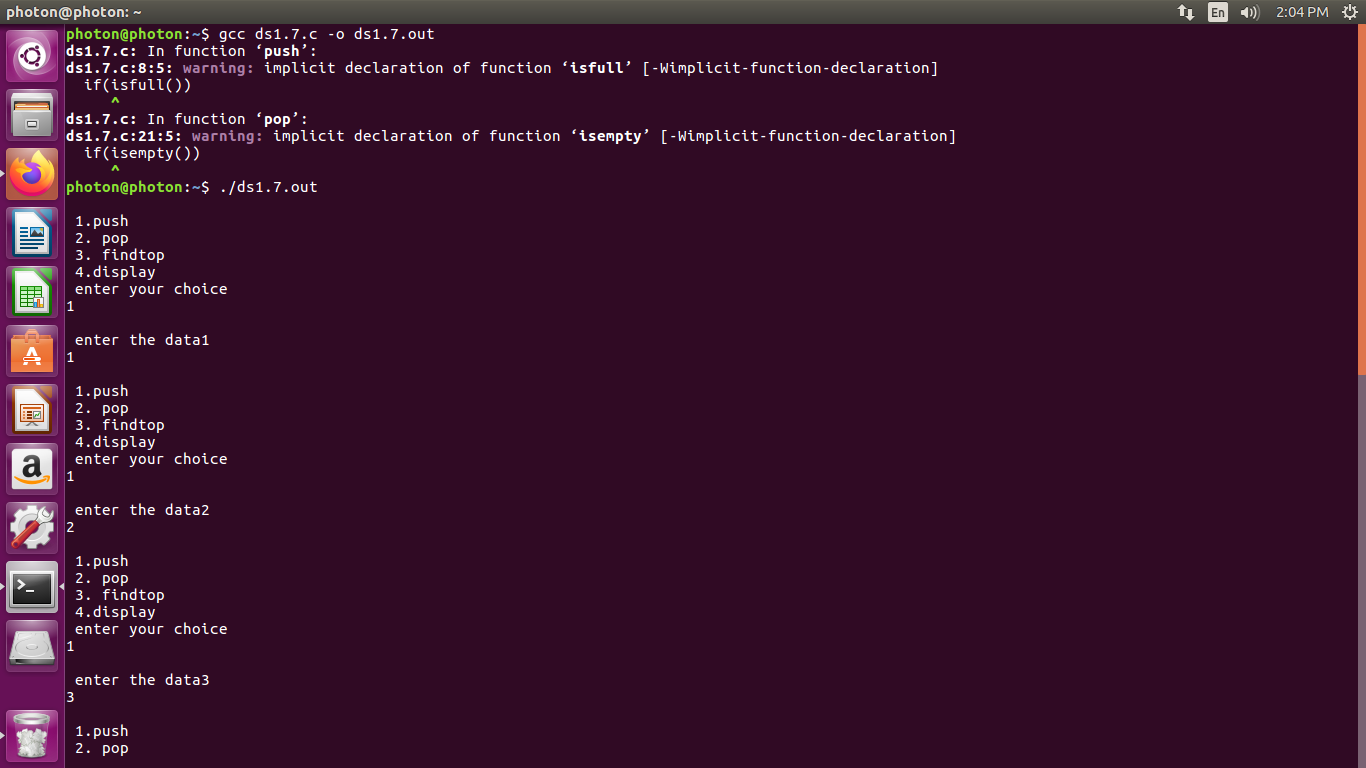 photon@photon: ~
En
2:04 PM
photon@photon:~$ gcc ds1.7.c -o ds1.7.out
ds1.7.c: In function ‘push’:
ds1.7.c:8:5: warning: implicit declaration of function ‘isfull’ [-Wimplicit-function-declaration]
if(isfull())
^
ds1.7.c: In function ‘pop’:
ds1.7.c:21:5: warning: implicit declaration of function ‘isempty’ [-Wimplicit-function-declaration]
if(isempty())
^
photon@photon:~$ ./ds1.7.out
1.push
2. pop
3. findtop
4.display
enter your choice
1
enter the data1
1
1.push
2. pop
3. findtop
4.display
enter your choice
1
enter the data2
2
1.push
2. pop
3. findtop
4.display
enter your choice
1
enter the data3
3
1.push
2. pop